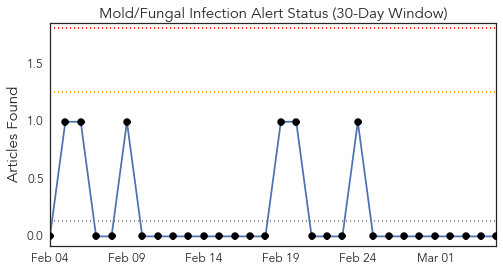 Mold/Fungal Infection Alert Status (30-Day Window)
Articles Found
1.5
1.0
0.5
0.0
Feb 04 Feb 09 Feb 14 Feb 19 Feb 24 Mar 01